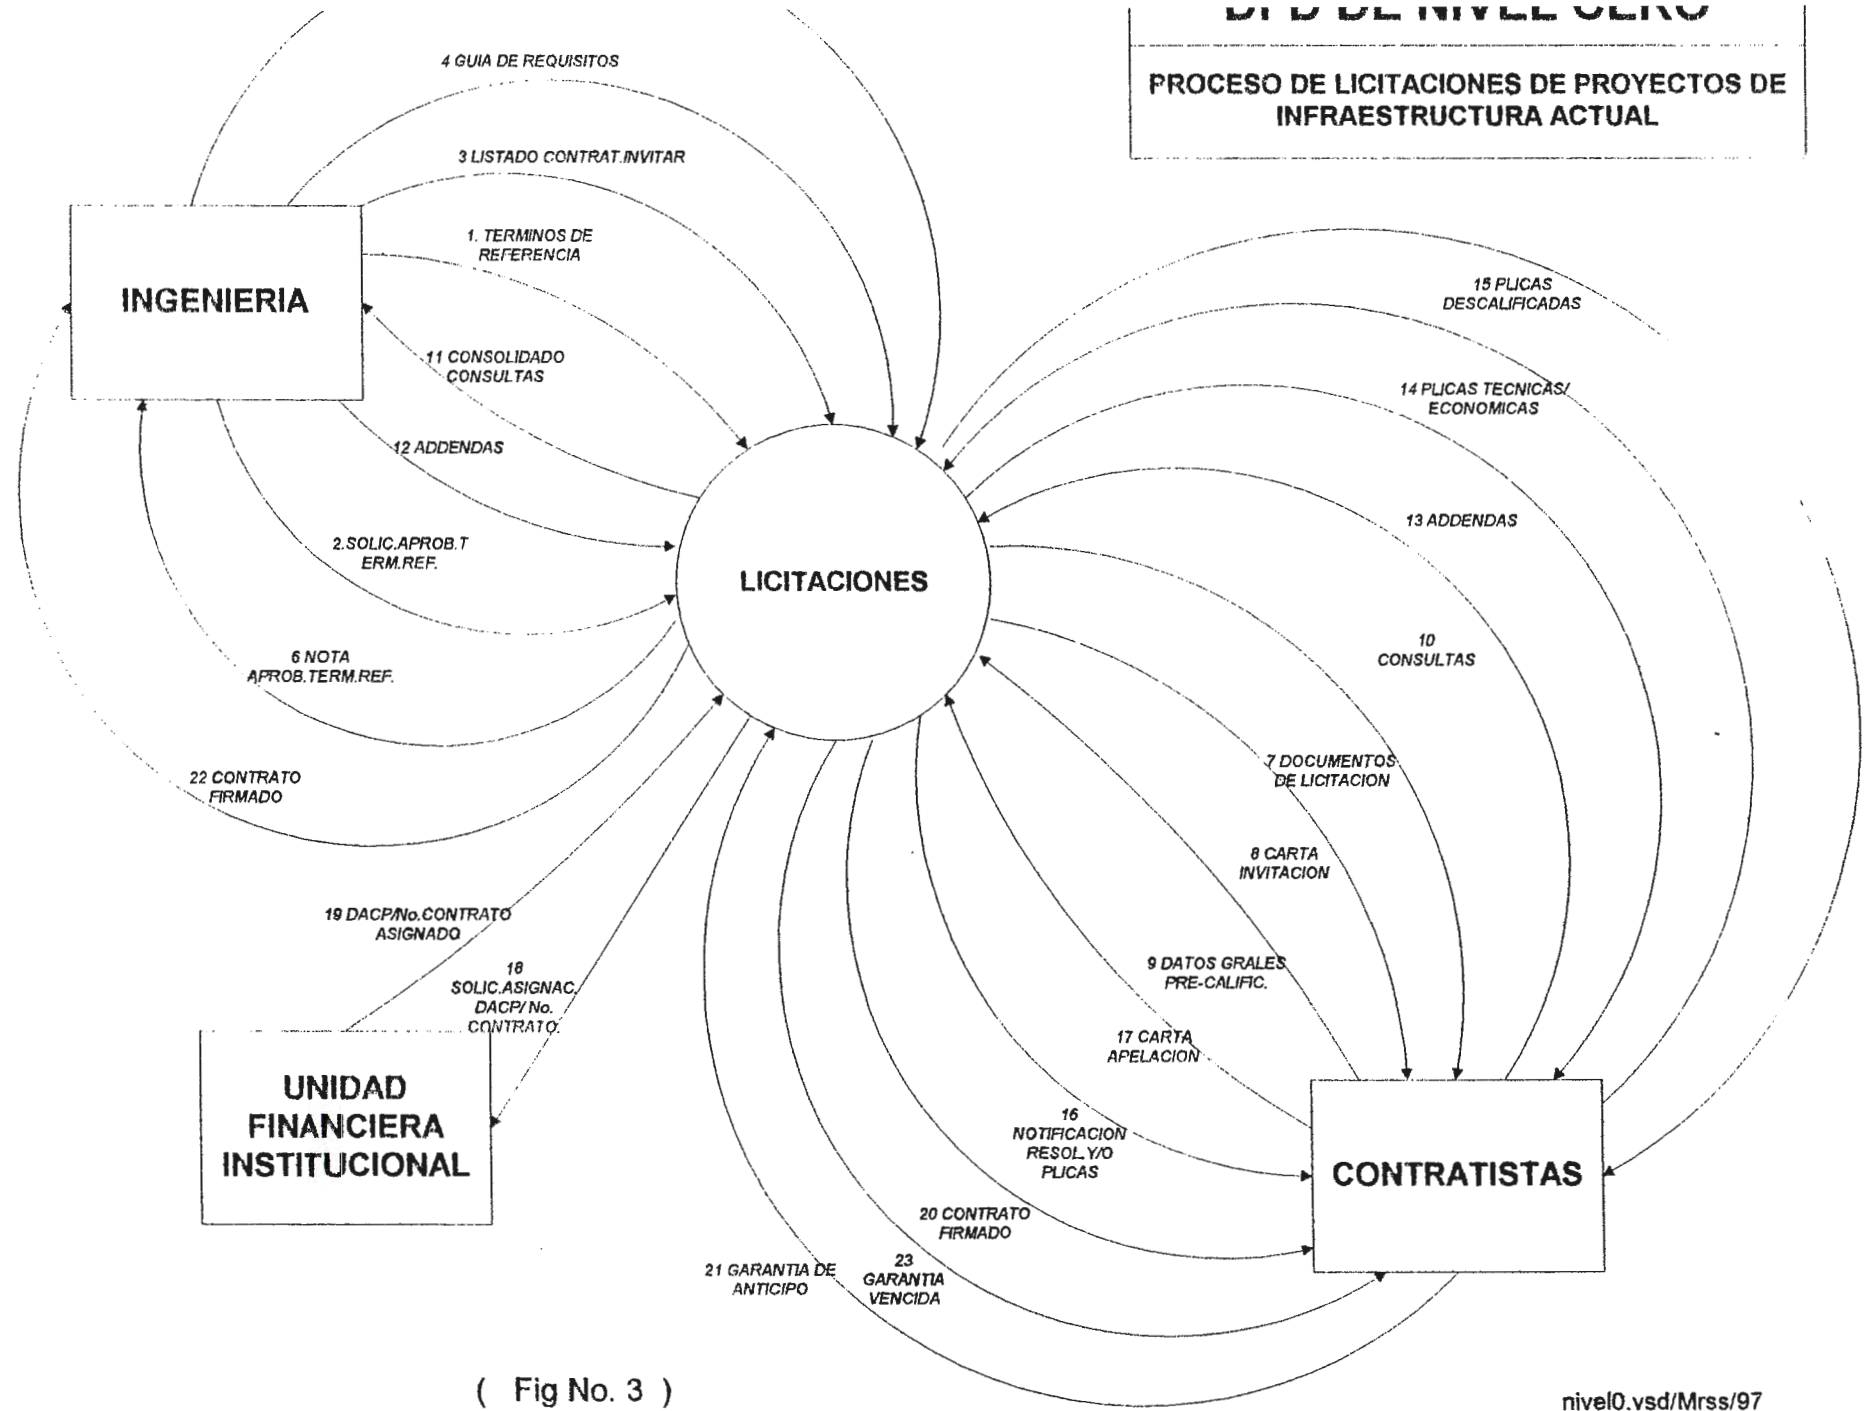 DFD DE NIVEL CERO
PROCESO DE LICITACIONES DE PROYECTOS DE
INFRAESTRUCTURA ACTUAL
4 GUIA DE REQUISITOS
3 LISTADO CONTRAT.INVITAR
1. TERMINOS DE
REFERENCIA
INGENIERIA
11 CONSOLIDADO
CONSULTAS
12 ADDENDAS
2.SOLIC.APROB.T
ERM.REF.
6 NOTA
APROB.TERM.REF.
22 CONTRATO
FIRMADO
LICITACIONES
15 PLICAS
DESCALIFICADAS
14 PLICAS TECNICAS/
ECONOMICAS
13 ADDENDAS
10
CONSULTAS
7 DOCUMENTOS
DE LICITACION
8 CARTA
INVITACION
9 DATOS GRALES
PRE-CALIFIC.
17 CARTA
APELACION
16
NOTIFICACION
RESOL.Y/O
PLICAS
20 CONTRATO
FIRMADO
23
GARANTIA
VENCIDA
21 GARANTIA DE
ANTICIPO
19 DACP/No.CONTRATO
ASIGNADO
18
SOLIC.ASIGNAC.
DACP/ No.
CONTRATO.
UNIDAD
FINANCIERA
INSTITUCIONAL
CONTRATISTAS
( Fig No. 3 )
nivel0.vsd/Mrss/97